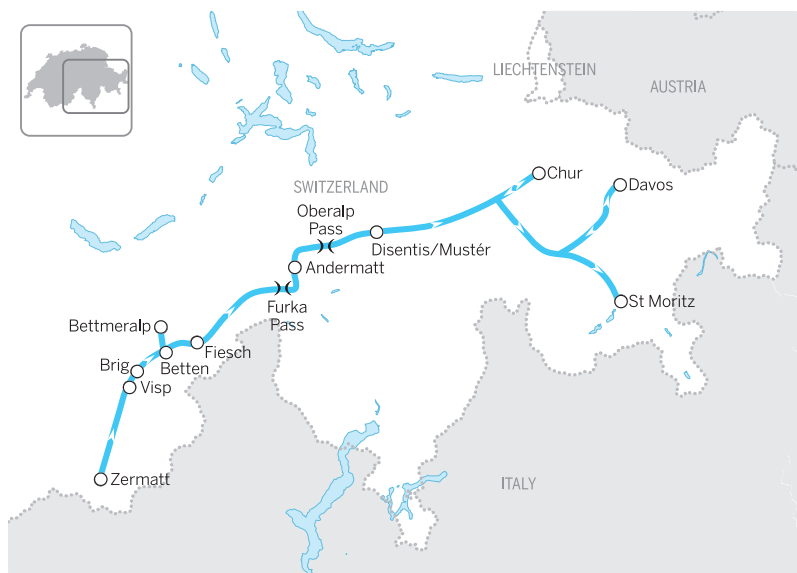 LIECHTENSTEIN
AUSTRIA
Chur
Davos
SWITZERLAND
Oberalp
Pass
Disentis/Mustér
Andermatt
St Moritz
Furka
Pass
Bettmeralp
Fiesch
Betten
Brig
Visp
Zermatt
ITALY